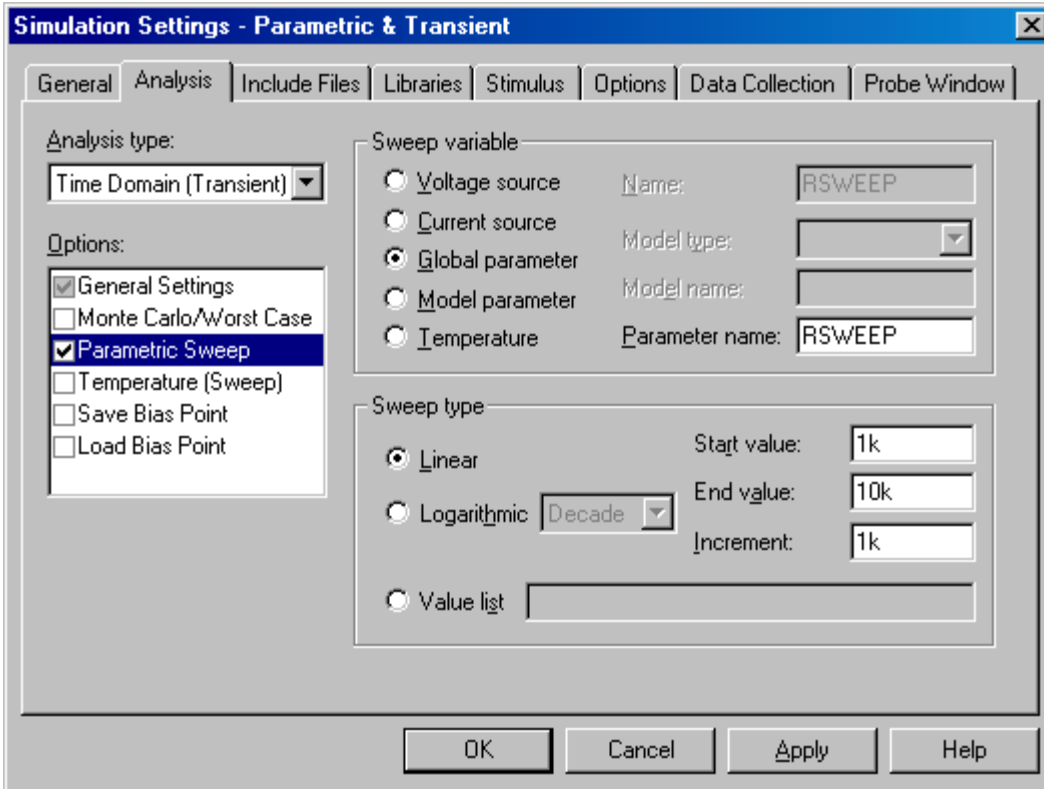 Simulation Settings - Parametric & Transient
General Analysis Include Files Libraries Stimulus Options Data Collection Probe Window
Analysis type:
Time Domain (Transient)
Options:
General Settings
Monte Carlo/Worst Case
Parametric Sweep
Temperature (Sweep)
Save Bias Point
Load Bias Point
Sweep variable
Voltage source
Current source
Global parameter
Model parameter
Temperature
Name: RSWEEP
Model type:
Model name:
Parameter name: RSWEEP
Sweep type
Linear
Logarithmic Decade
Value list
Start value: 1k
End value: 10k
Increment: 1k
OK Cancel Apply Help